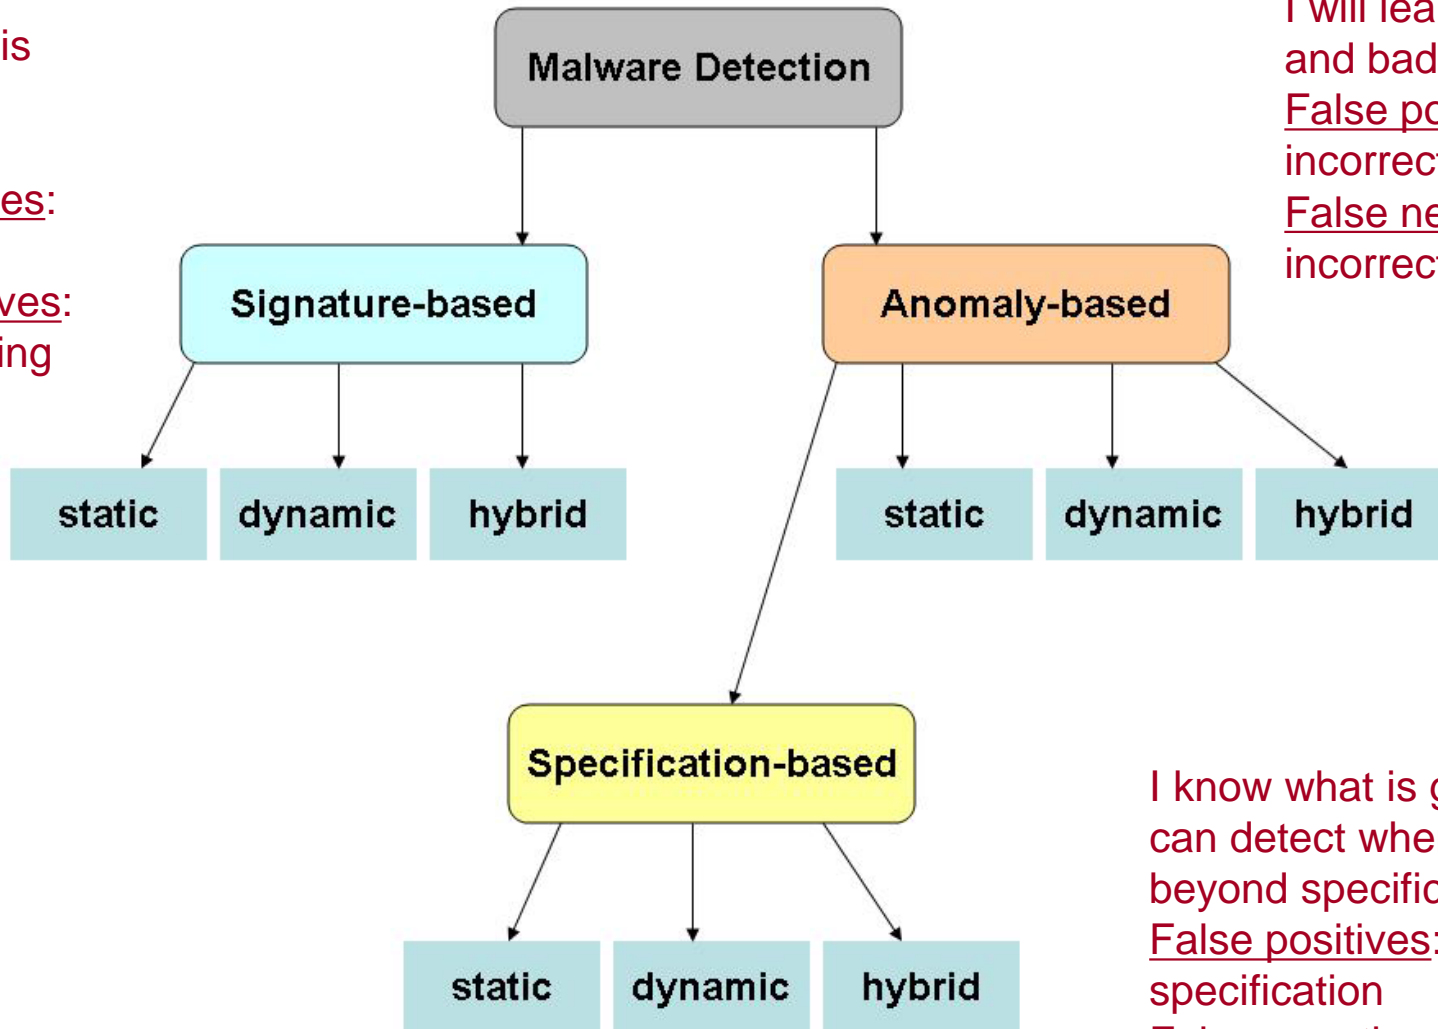 is
es:
ves:
ing
Malware Detection
I will lea
and bad
False po
incorrect
False ne
incorrect
Signature-based
Anomaly-based
static
dynamic
hybrid
static
dynamic
hybrid
Specification-based
static
dynamic
hybrid
I know what is g
can detect whe
beyond specific
False positives:
specification